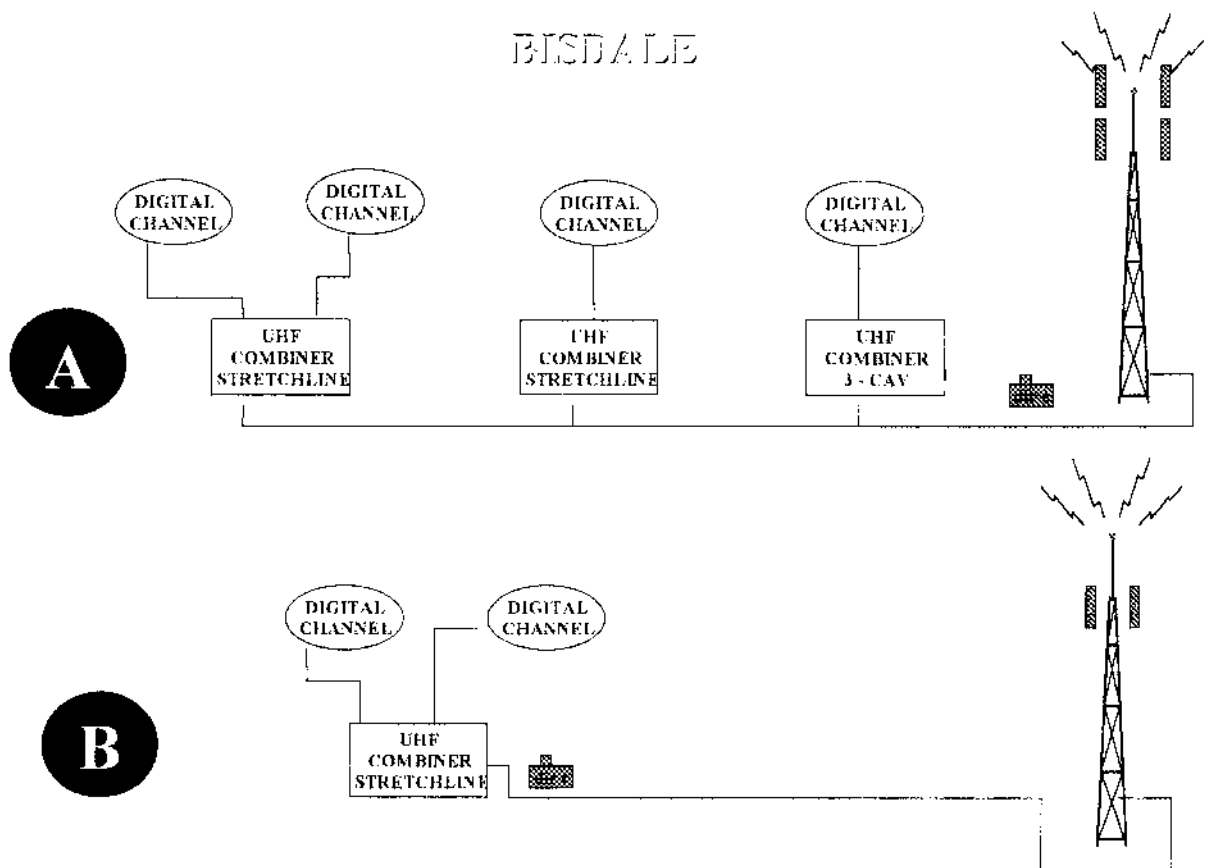 BISDALE
DIGITAL
CHANNEL
DIGITAL
CHANNEL
DIGITAL
CHANNEL
DIGITAL
CHANNEL
A
UHF
COMBINER
STRETCHLINE
UHF
COMBINER
STRETCHLINE
UHF
COMBINER
3 - CAV
DIGITAL
CHANNEL
DIGITAL
CHANNEL
B
UHF
COMBINER
STRETCHLINE